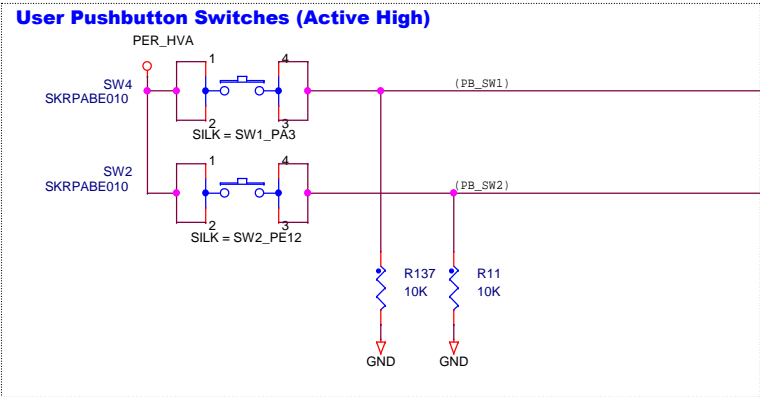 User Pushbutton Switches (Active High)
PER_HVA
1
4
SW4
SKRPABE010
(PB_SW1)
2
3
SILK = SW1_PA3
1
4
SW2
SKRPABE010
(PB_SW2)
2
3
SILK = SW2_PE12
R137
10K
R11
10K
GND
GND